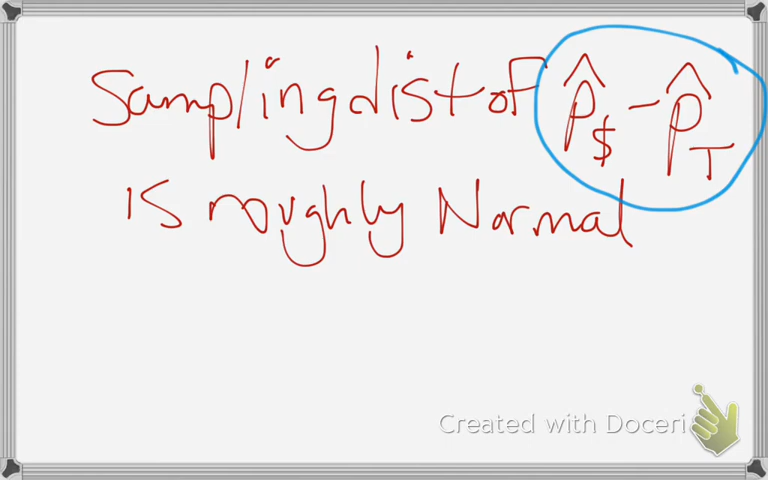 Sampling dist of p̂$ − p̂T
is roughly Normal
Created with Doceri